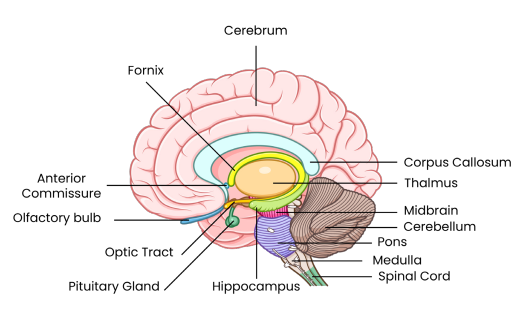 Cerebrum
Fornix
Corpus Callosum
Anterior
Commissure
Thalmus
Olfactory bulb
Midbrain
Cerebellum
Pons
Optic Tract
Medulla
Spinal Cord
Pituitary Gland
Hippocampus